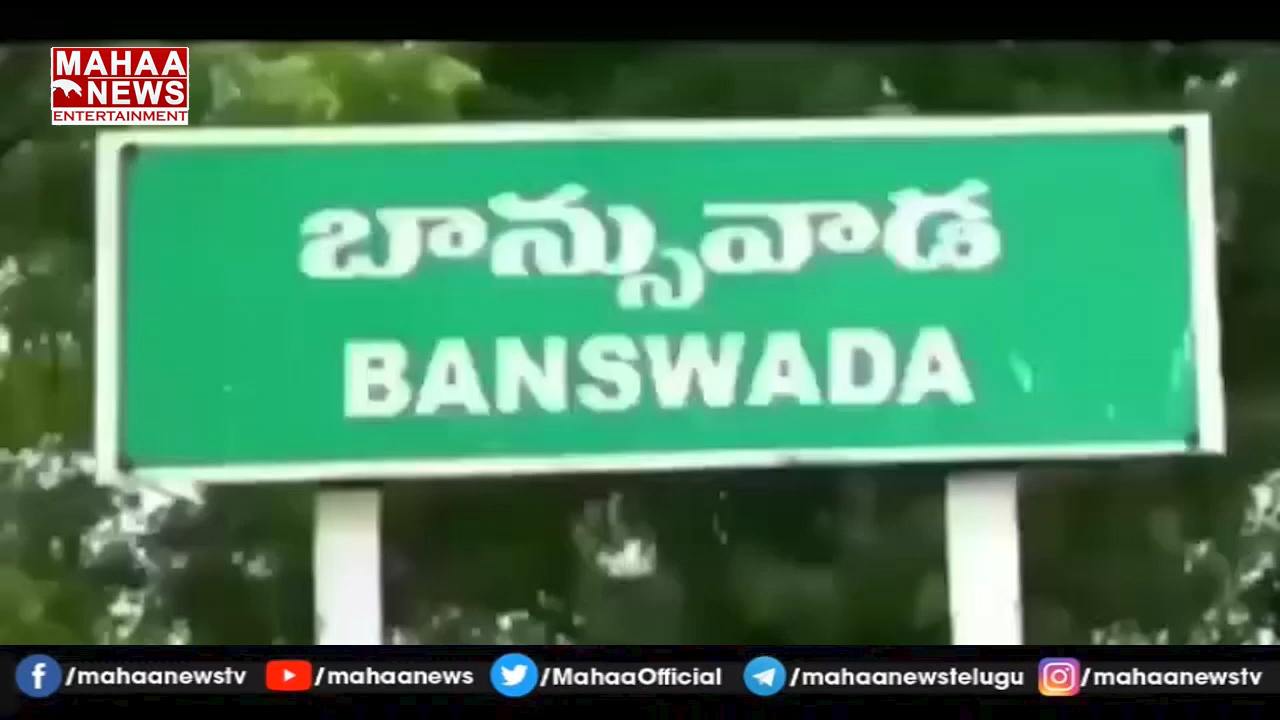 MAHAA
NEWS
ENTERTAINMENT
బాన్సువాడ
BANSWADA
/mahaanewstv /mahaanews /MahaaOfficial /mahaanewstelugu /mahaanewstv